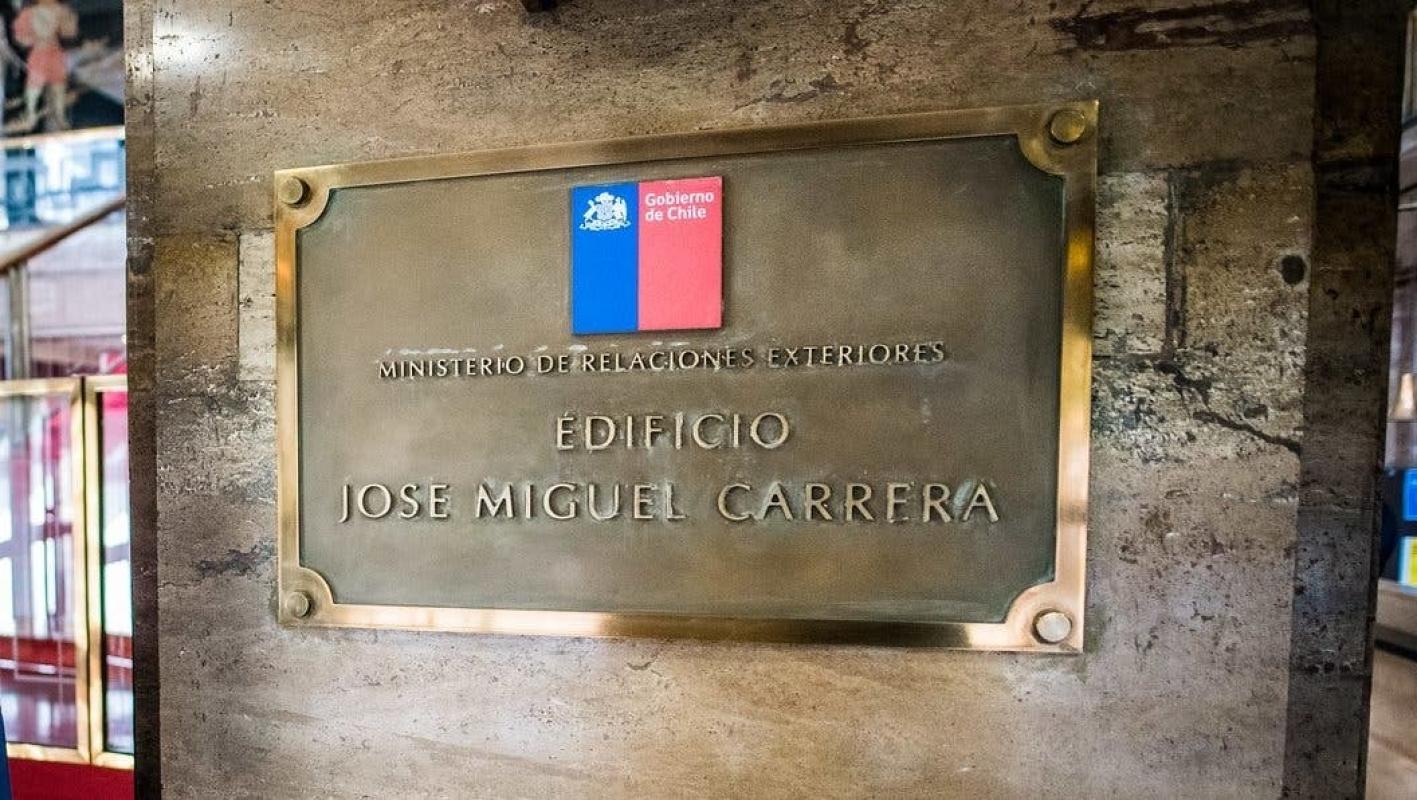 Gobierno
de Chile
MINISTERIO DE RELACIONES EXTERIORES
EDIFICIO
JOSE MIGUEL CARRERA